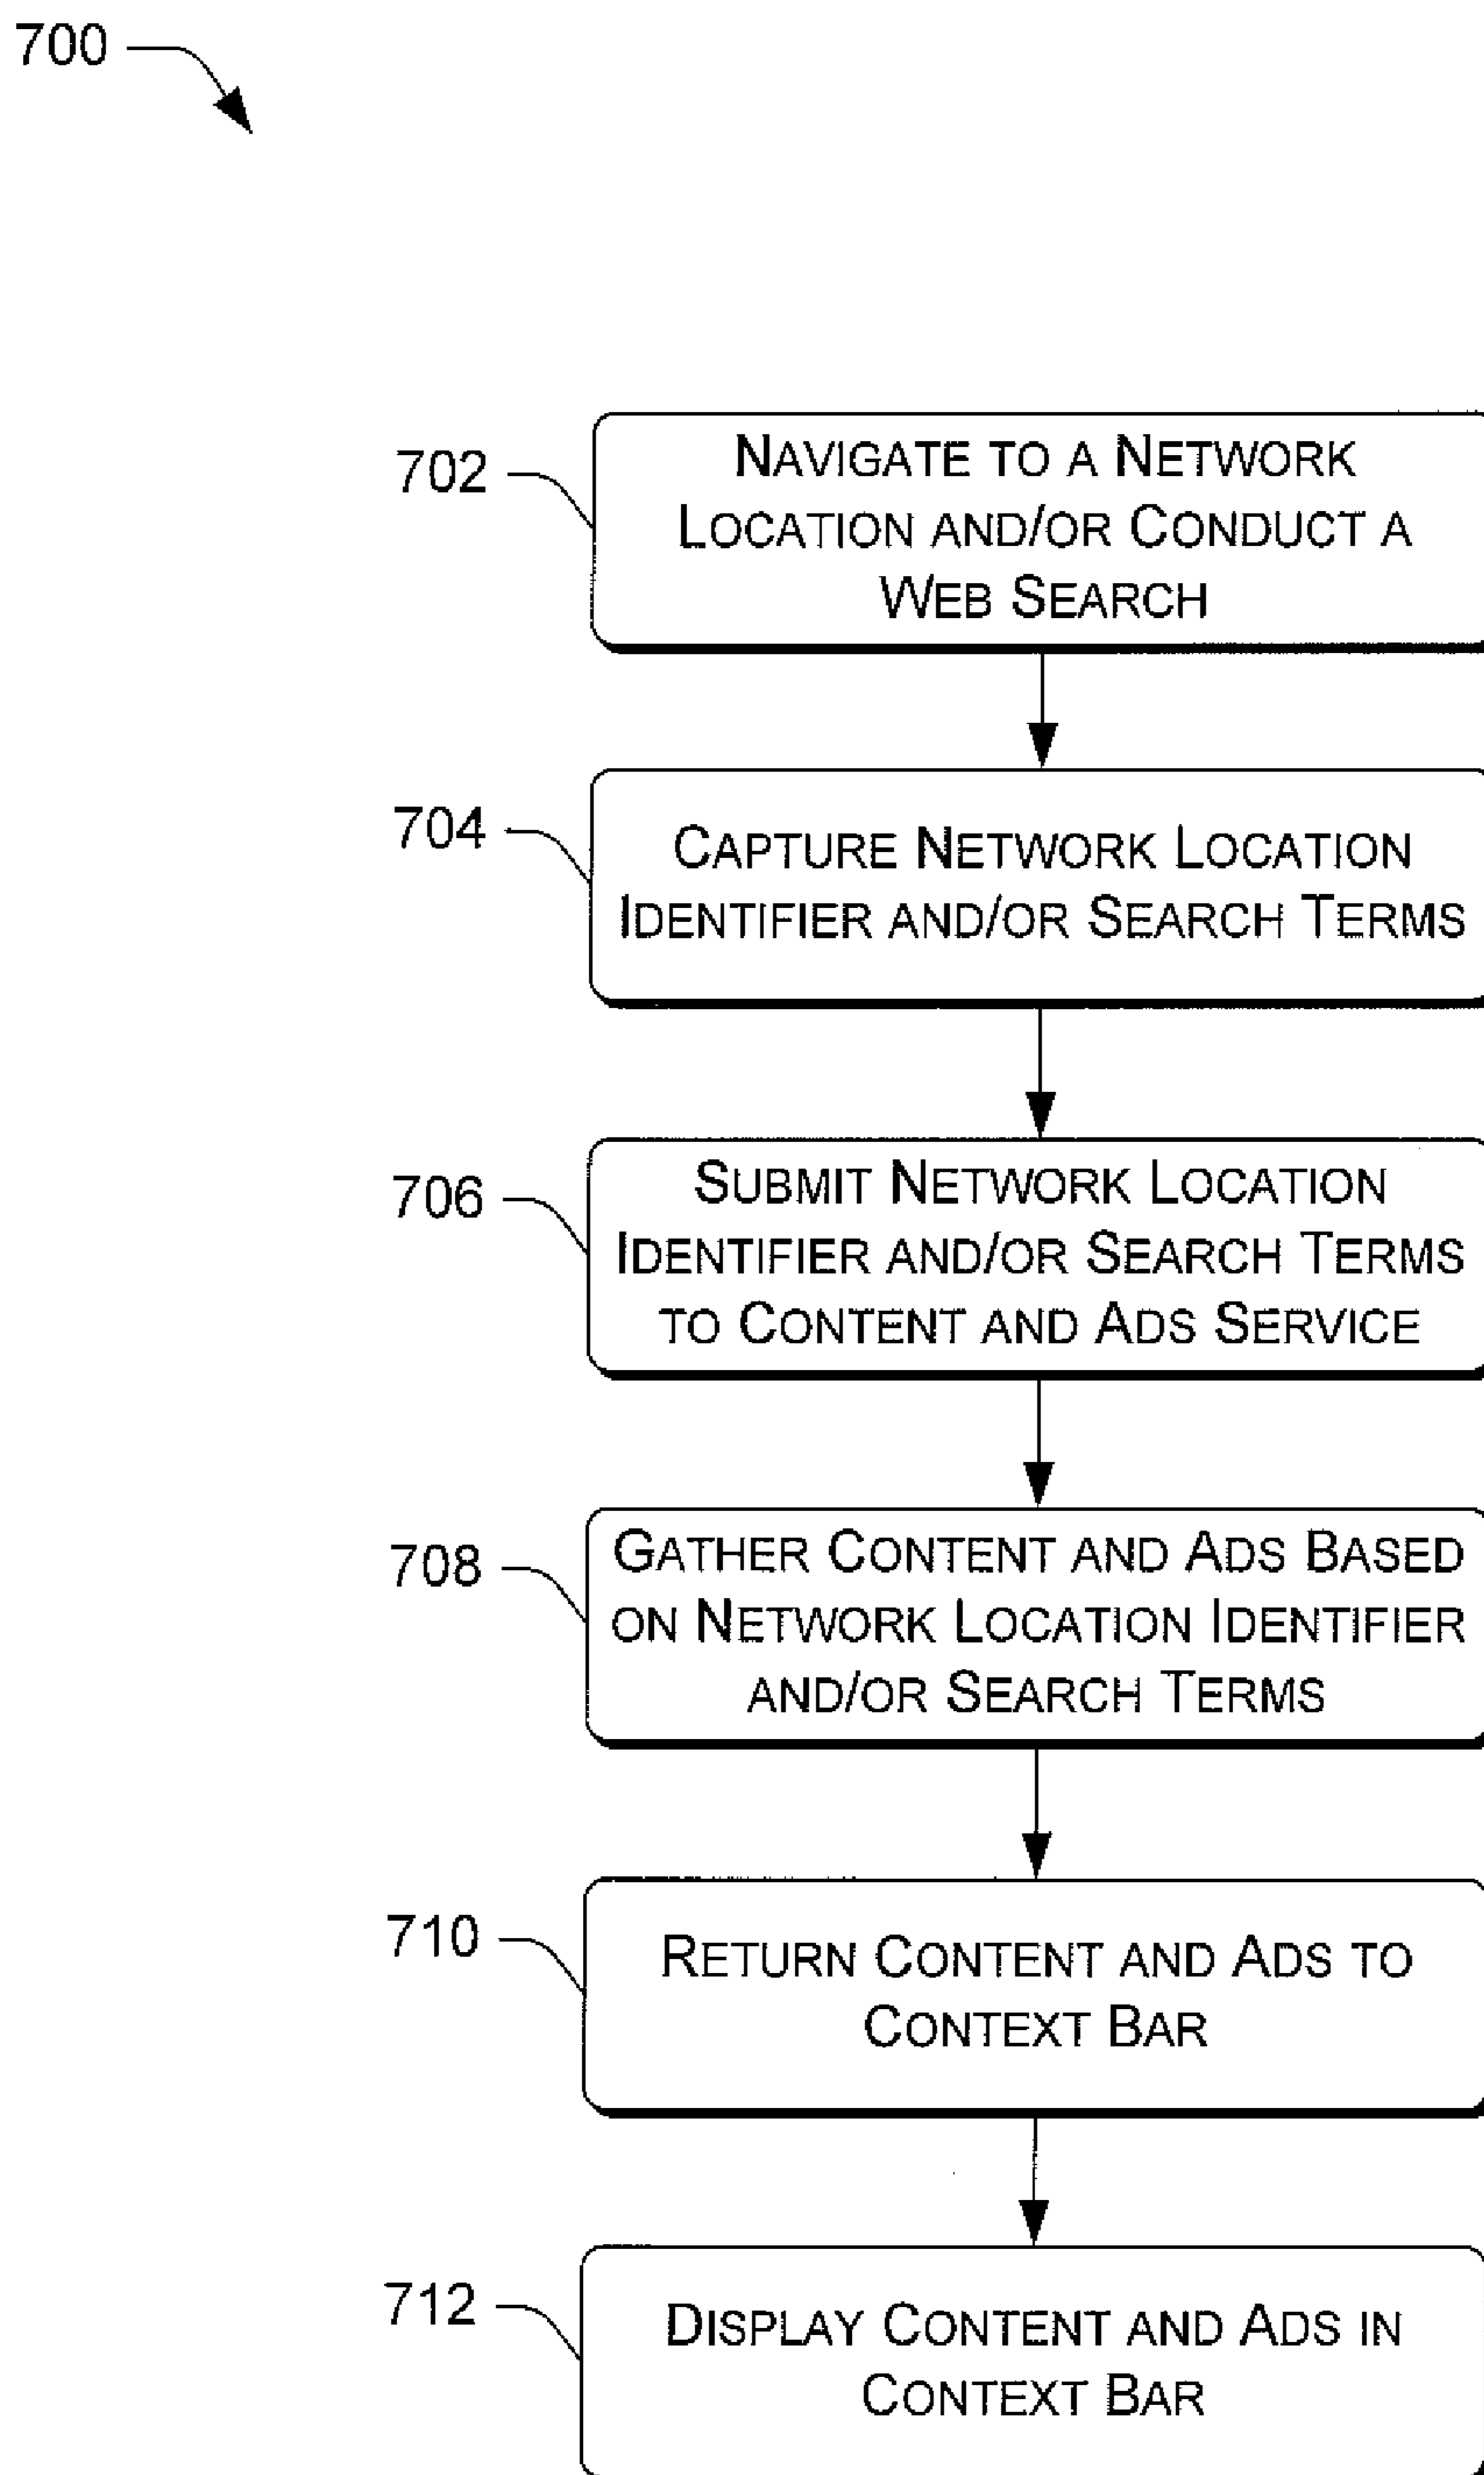 700
702
NAVIGATE TO A NETWORK
LOCATION AND/OR CONDUCT A
WEB SEARCH
704
CAPTURE NETWORK LOCATION
IDENTIFIER AND/OR SEARCH TERMS
706
SUBMIT NETWORK LOCATION
IDENTIFIER AND/OR SEARCH TERMS
TO CONTENT AND ADS SERVICE
708
GATHER CONTENT AND ADS BASED
ON NETWORK LOCATION IDENTIFIER
AND/OR SEARCH TERMS
710
RETURN CONTENT AND ADS TO
CONTEXT BAR
712
DISPLAY CONTENT AND ADS IN
CONTEXT BAR